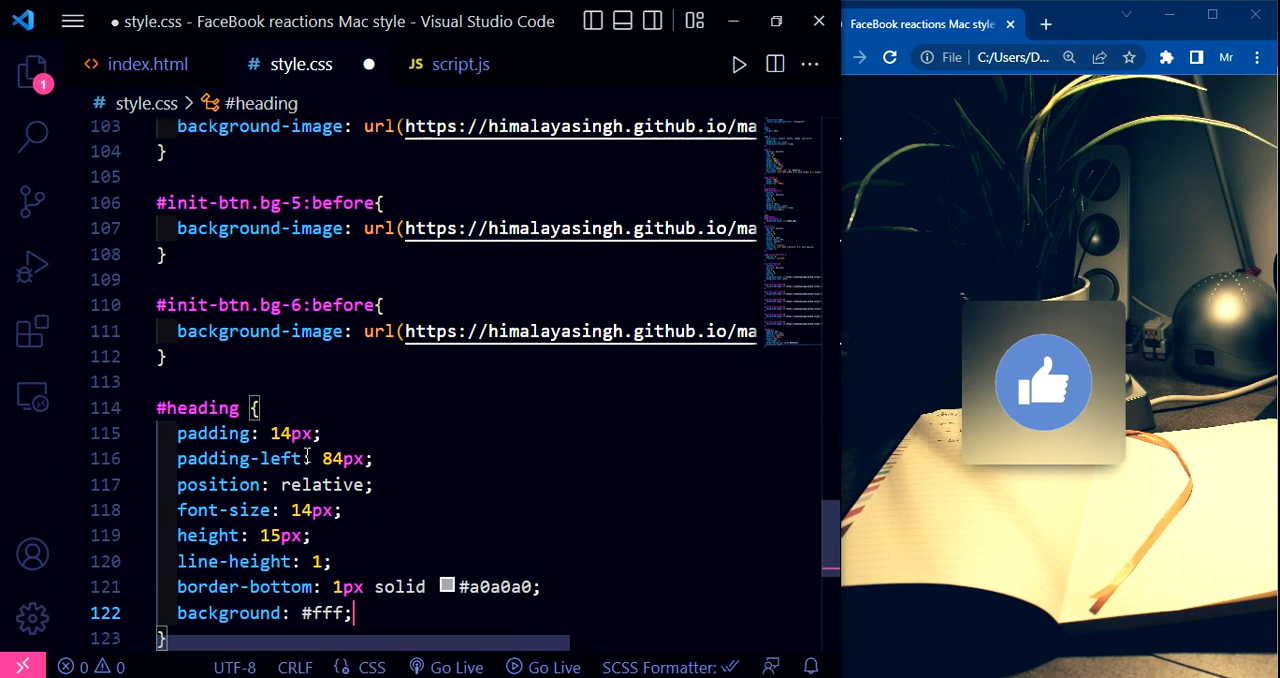 style.css - FaceBook reactions Mac style - Visual Studio Code
FaceBook reactions Mac style
1
<> index.html
# style.css
JS script.js
File | C:/Users/D...
Mr
# style.css > #heading
103 background-image: url(https://himalayasingh.github.io/ma
104 }
105
106 #init-btn.bg-5:before{
107 background-image: url(https://himalayasingh.github.io/ma
108 }
109
110 #init-btn.bg-6:before{
111 background-image: url(https://himalayasingh.github.io/ma
112 }
113
114 #heading {
115 padding: 14px;
116 padding-left: 84px;
117 position: relative;
118 font-size: 14px;
119 height: 15px;
120 line-height: 1;
121 border-bottom: 1px solid #a0a0a0;
122 background: #fff;
123 }
0 0 UTF-8 CRLF {} CSS Go Live Go Live SCSS Formatter: